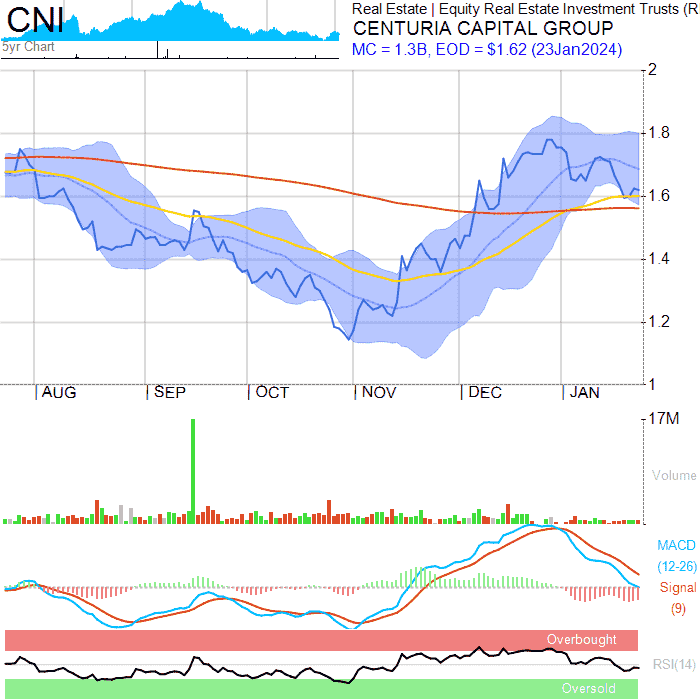 CNI
5yr Chart
Real Estate | Equity Real Estate Investment Trusts (R
CENTURIA CAPITAL GROUP
MC = 1.3B, EOD = $1.62 (23Jan2024)
2
1.8
1.6
1.4
1.2
1
AUG SEP OCT NOV DEC JAN
17M
Volume
MACD
(12-26)
Signal
(9)
Overbought
RSI(14)
Oversold